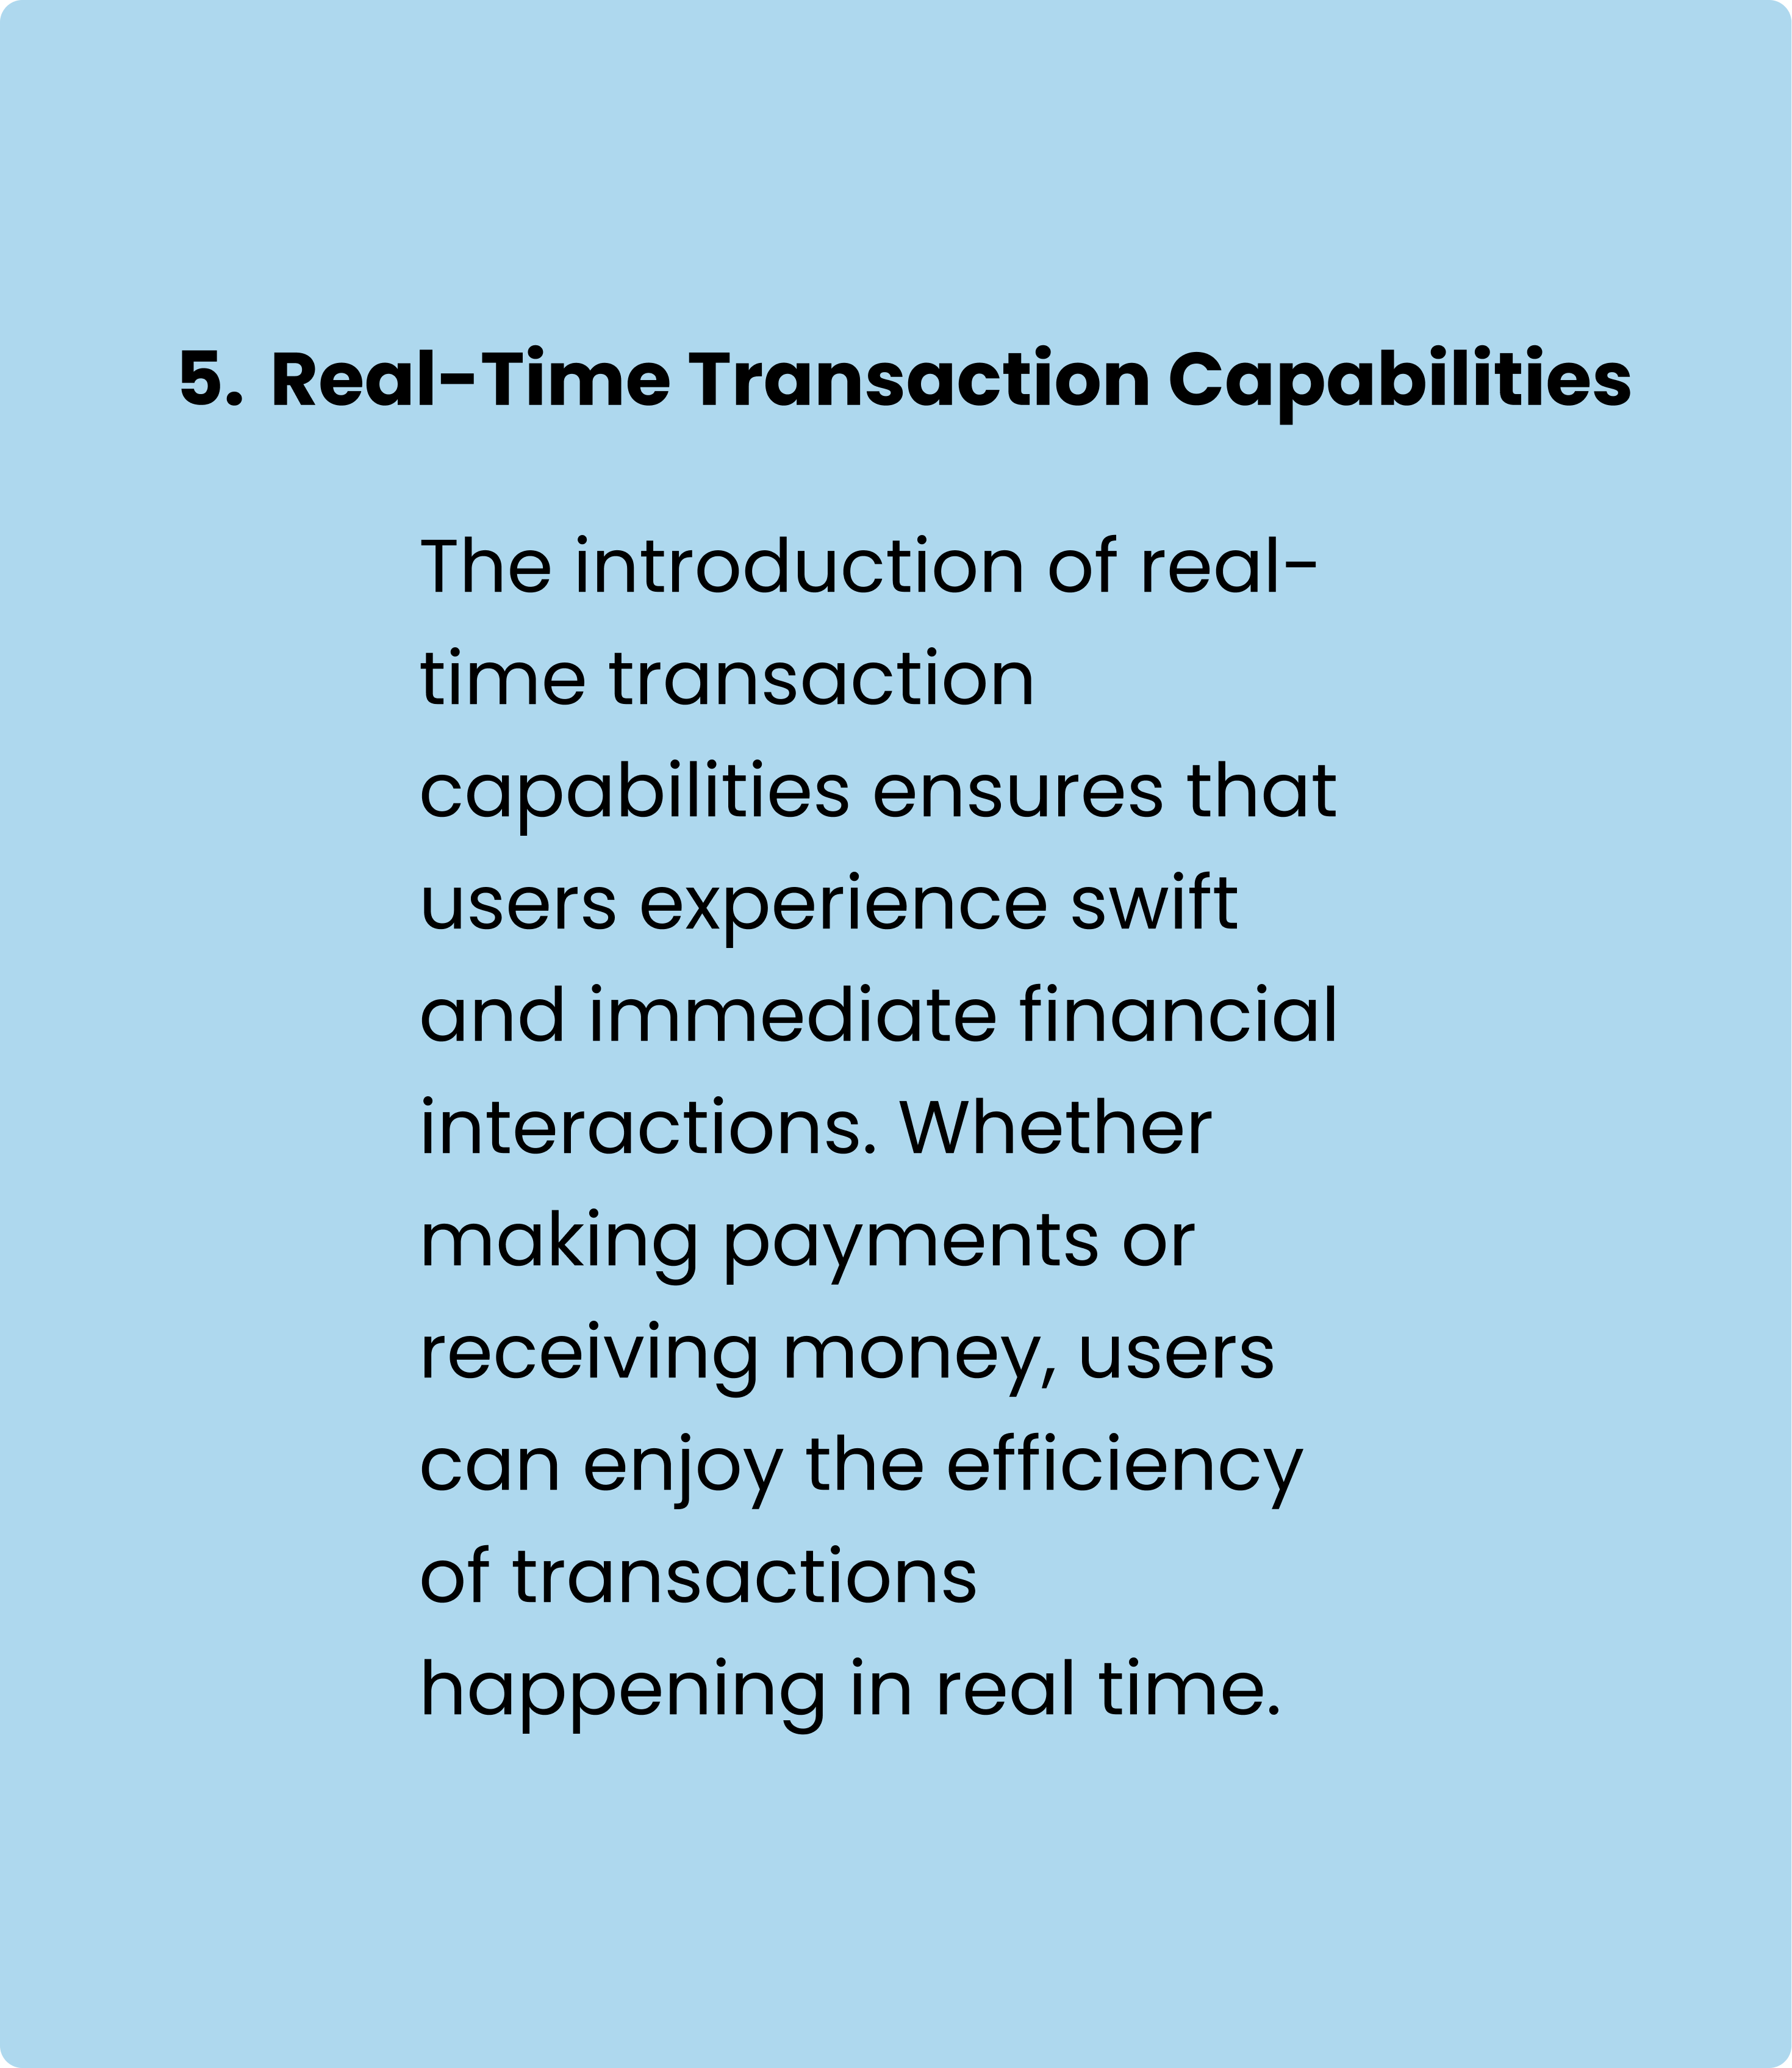 5. Real-Time Transaction Capabilities
The introduction of real-
time transaction
capabilities ensures that
users experience swift
and immediate financial
interactions. Whether
making payments or
receiving money, users
can enjoy the efficiency
of transactions
happening in real time.